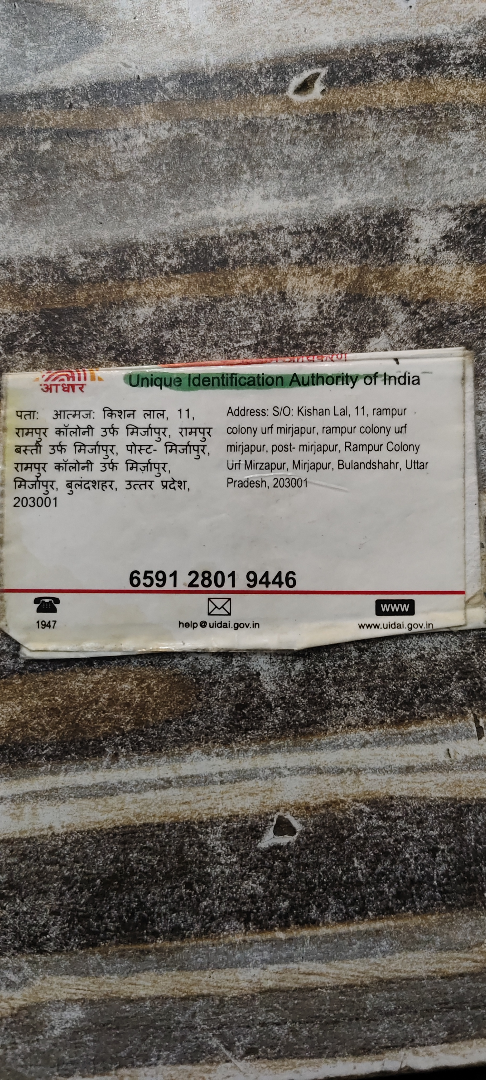 आधार
Unique Identification Authority of India
पता: आत्मज: किशन लाल, 11,
रामपुर कॉलोनी उर्फ मिर्जापुर, रामपुर
बस्ती उर्फ मिर्जापुर, पोस्ट- मिर्जापुर,
रामपुर कॉलोनी उर्फ मिर्ज़ापुर,
मिर्जापुर, बुलंदशहर, उत्तर प्रदेश,
203001
Address: S/O: Kishan Lal, 11, rampur
colony urf mirjapur, rampur colony urf
mirjapur, post- mirjapur, Rampur Colony
Urf Mirzapur, Mirjapur, Bulandshahr, Uttar
Pradesh, 203001
6591 2801 9446
1947
help@uidai.gov.in
www
www.uidai.gov.in